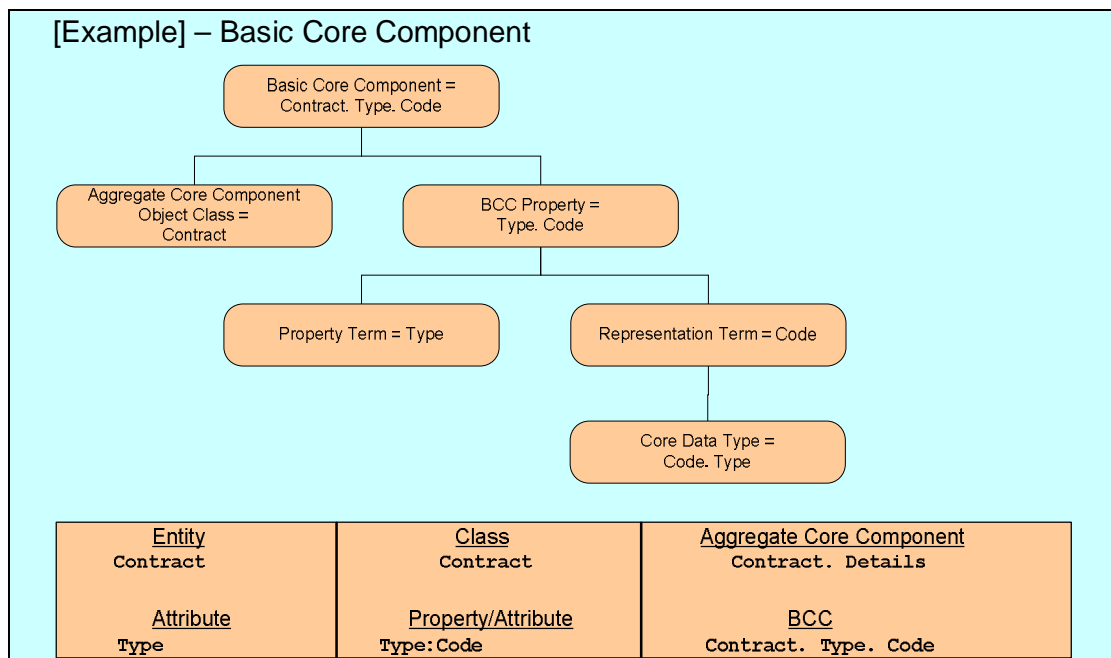 [Example] – Basic Core Component
Basic Core Component =
Contract. Type. Code
Aggregate Core Component
Object Class =
Contract
BCC Property =
Type. Code
Property Term = Type
Representation Term = Code
Core Data Type =
Code. Type
Entity
Contract
Attribute
Type
Class
Contract
Property/Attribute
Type:Code
Aggregate Core Component
Contract. Details
BCC
Contract. Type. Code